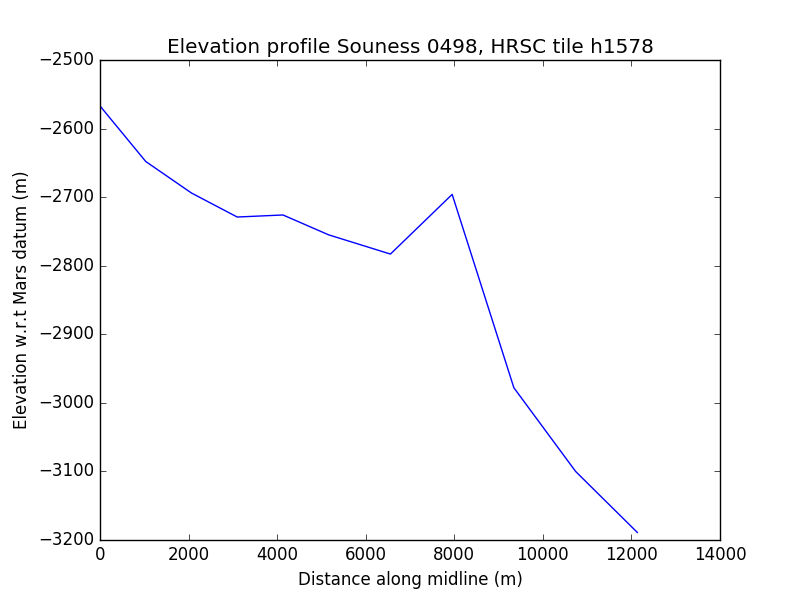 Elevation profile Souness 0498, HRSC tile h1578
−2500
−2600
−2700
−2800
−2900
−3000
−3100
−3200
Elevation w.r.t Mars datum (m)
0 2000 4000 6000 8000 10000 12000 14000
Distance along midline (m)